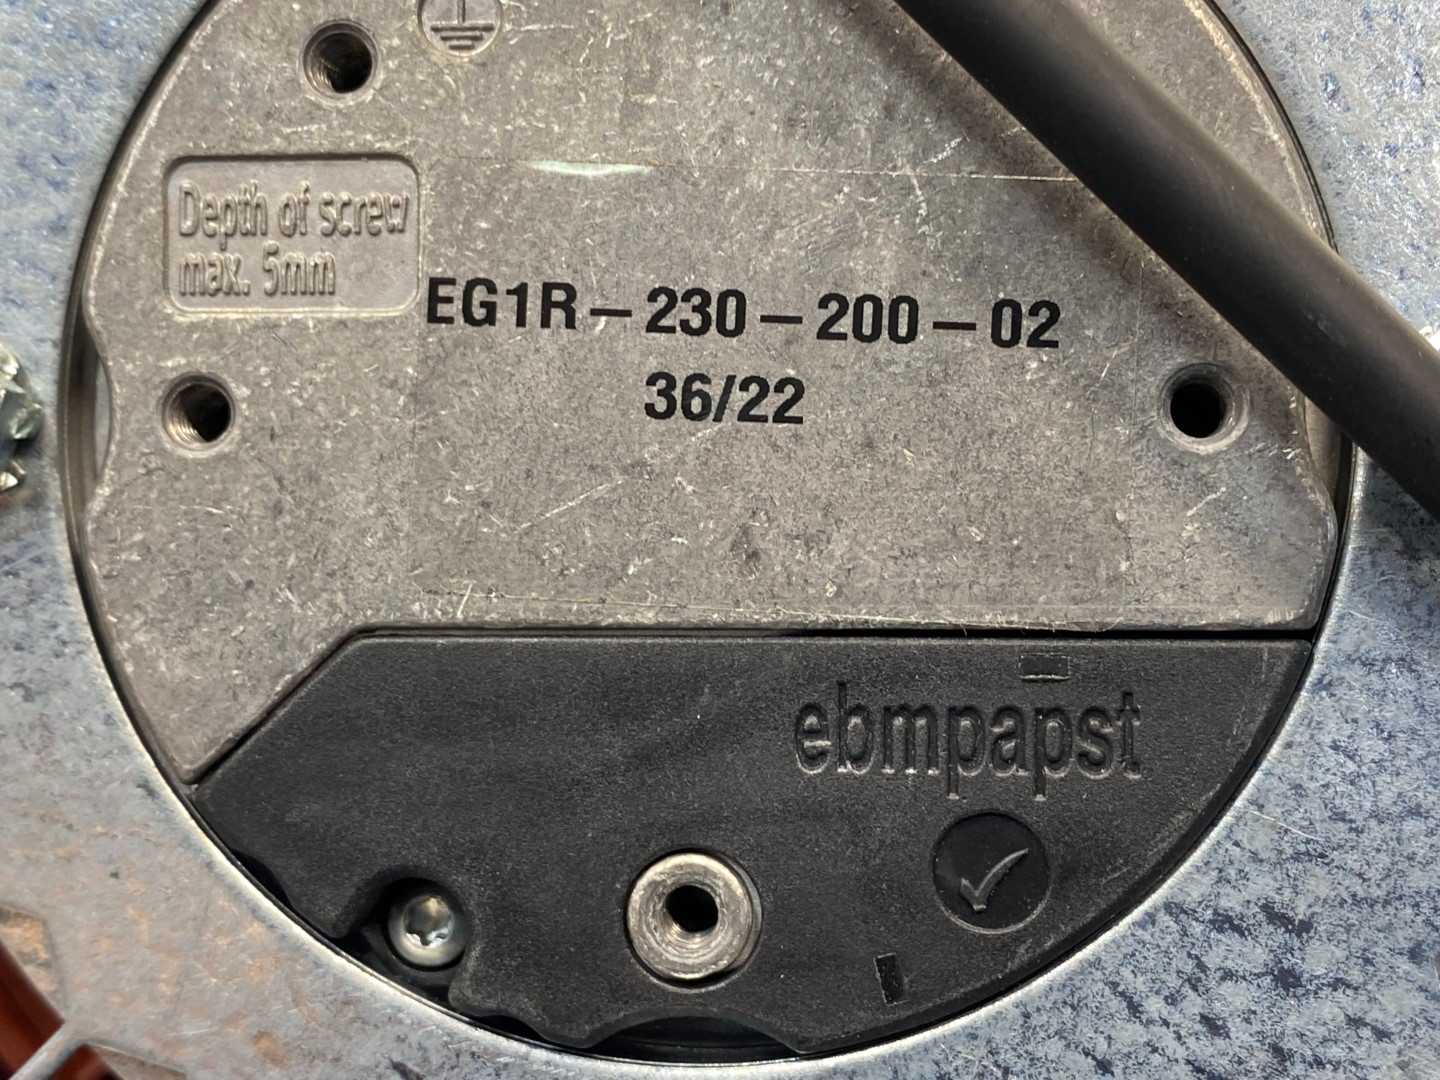 Depth of screw
max. 5mm
EG1R-230-200-02
36/22
ebmpapst